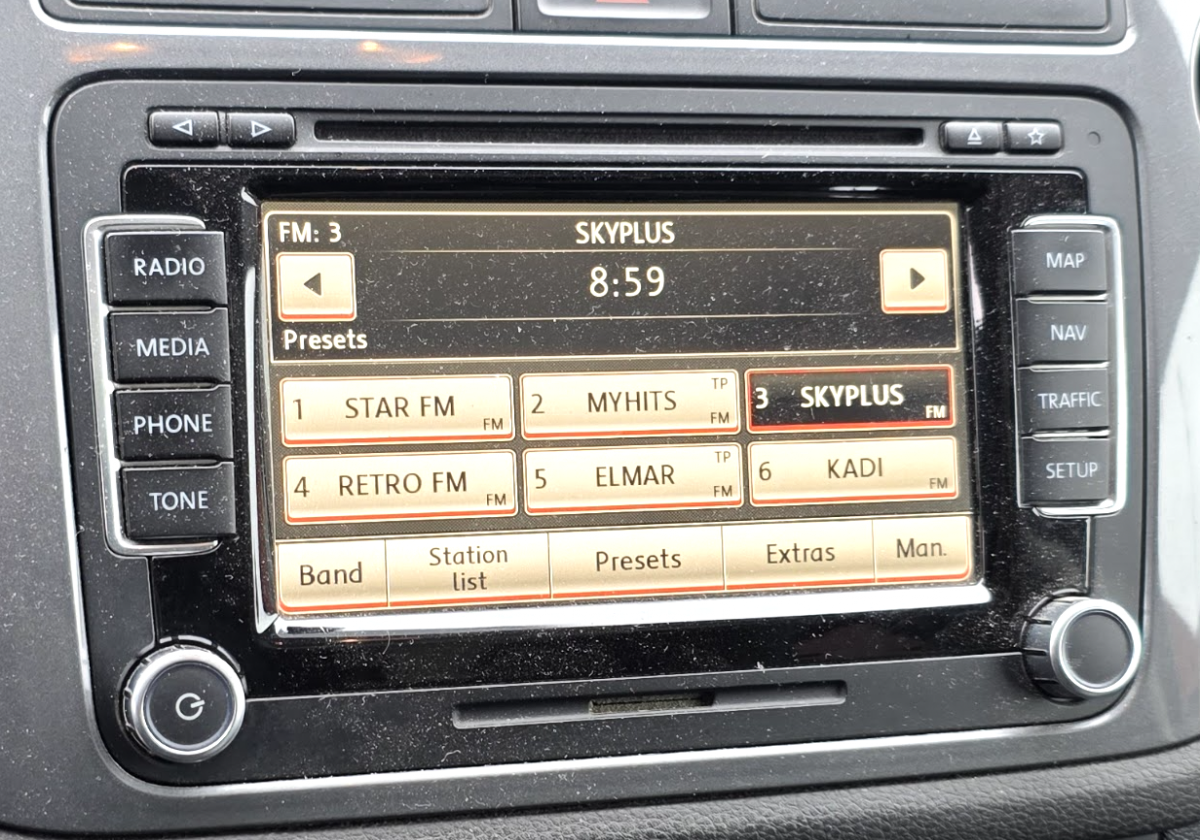 FM: 3 SKYPLUS
8:59
Presets
1 STAR FM FM
2 MYHITS TP FM
3 SKYPLUS FM
4 RETRO FM FM
5 ELMAR TP FM
6 KADI FM
Band
Station
list
Presets
Extras
Man.
RADIO
MEDIA
PHONE
TONE
MAP
NAV
TRAFFIC
SETUP